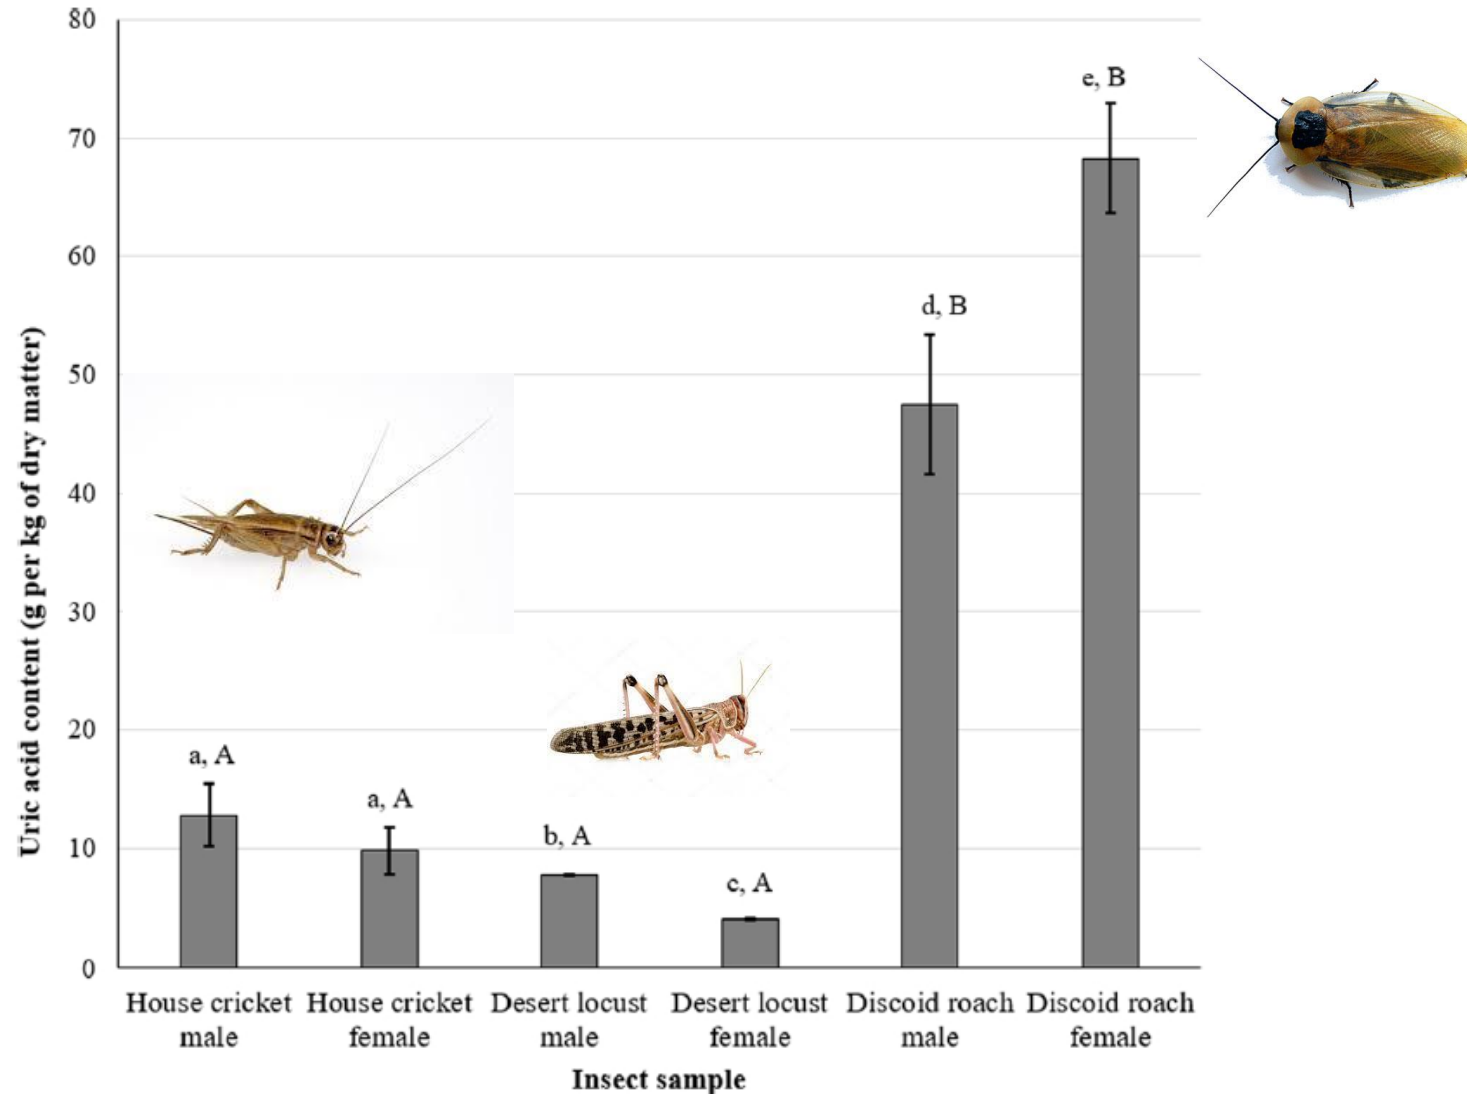 80
70
60
50
40
30
20
10
0
Uric acid content (g per kg of dry matter)
a, A
a, A
b, A
c, A
d, B
e, B
House cricket male
House cricket female
Desert locust male
Desert locust female
Discoid roach male
Discoid roach female
Insect sample